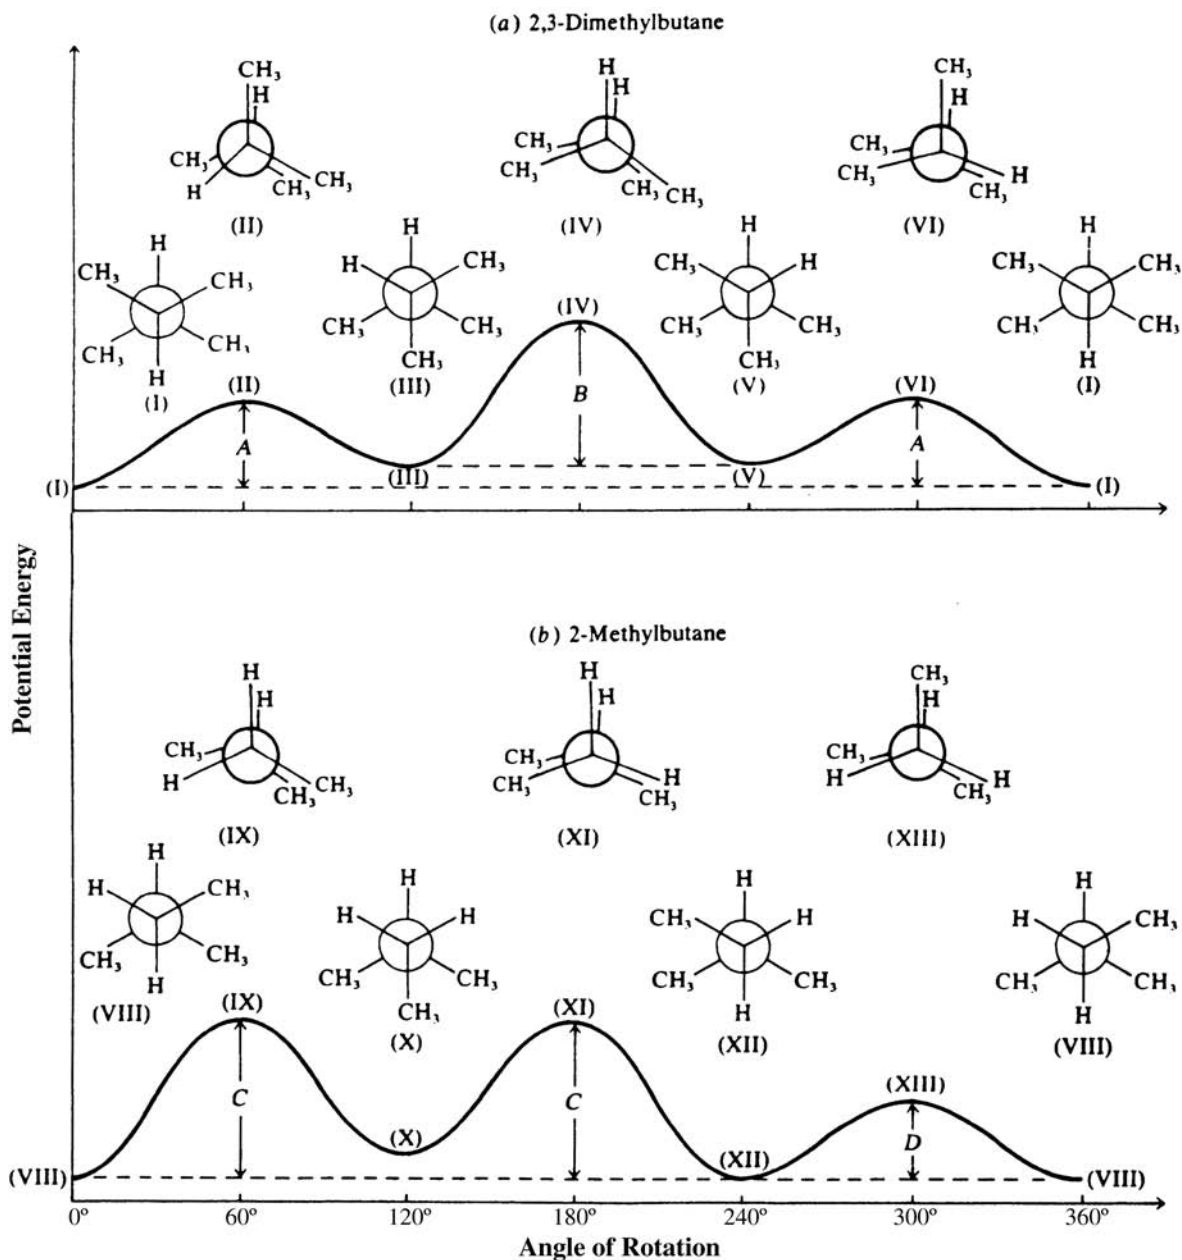 (a) 2,3-Dimethylbutane
CH₃
H
CH₃
H
CH₃
CH₃
(II)
H
H
CH₃
CH₃
CH₃
CH₃
(IV)
CH₃
H
CH₃
CH₃
CH₃
H
(VI)
H
CH₃
CH₃
CH₃
CH₃
H
(I)
H
H
CH₃
CH₃
CH₃
CH₃
(III)
H
CH₃
H
CH₃
CH₃
CH₃
(V)
H
CH₃
CH₃
CH₃
CH₃
H
(I)
(II)
(IV)
(VI)
A
B
A
(I)
(III)
(V)
(I)
Potential Energy
(b) 2-Methylbutane
H
H
CH₃
H
CH₃
CH₃
(IX)
H
H
CH₃
CH₃
H
CH₃
(XI)
CH₃
H
CH₃
H
CH₃
H
(XIII)
H
H
CH₃
CH₃
CH₃
H
(VIII)
H
H
H
CH₃
CH₃
CH₃
(X)
H
CH₃
H
CH₃
CH₃
H
(XII)
H
H
CH₃
CH₃
CH₃
H
(VIII)
(IX)
(XI)
(XIII)
C
(X)
C
(XII)
D
(VIII)
(VIII)
0° 60° 120° 180° 240° 300° 360°
Angle of Rotation